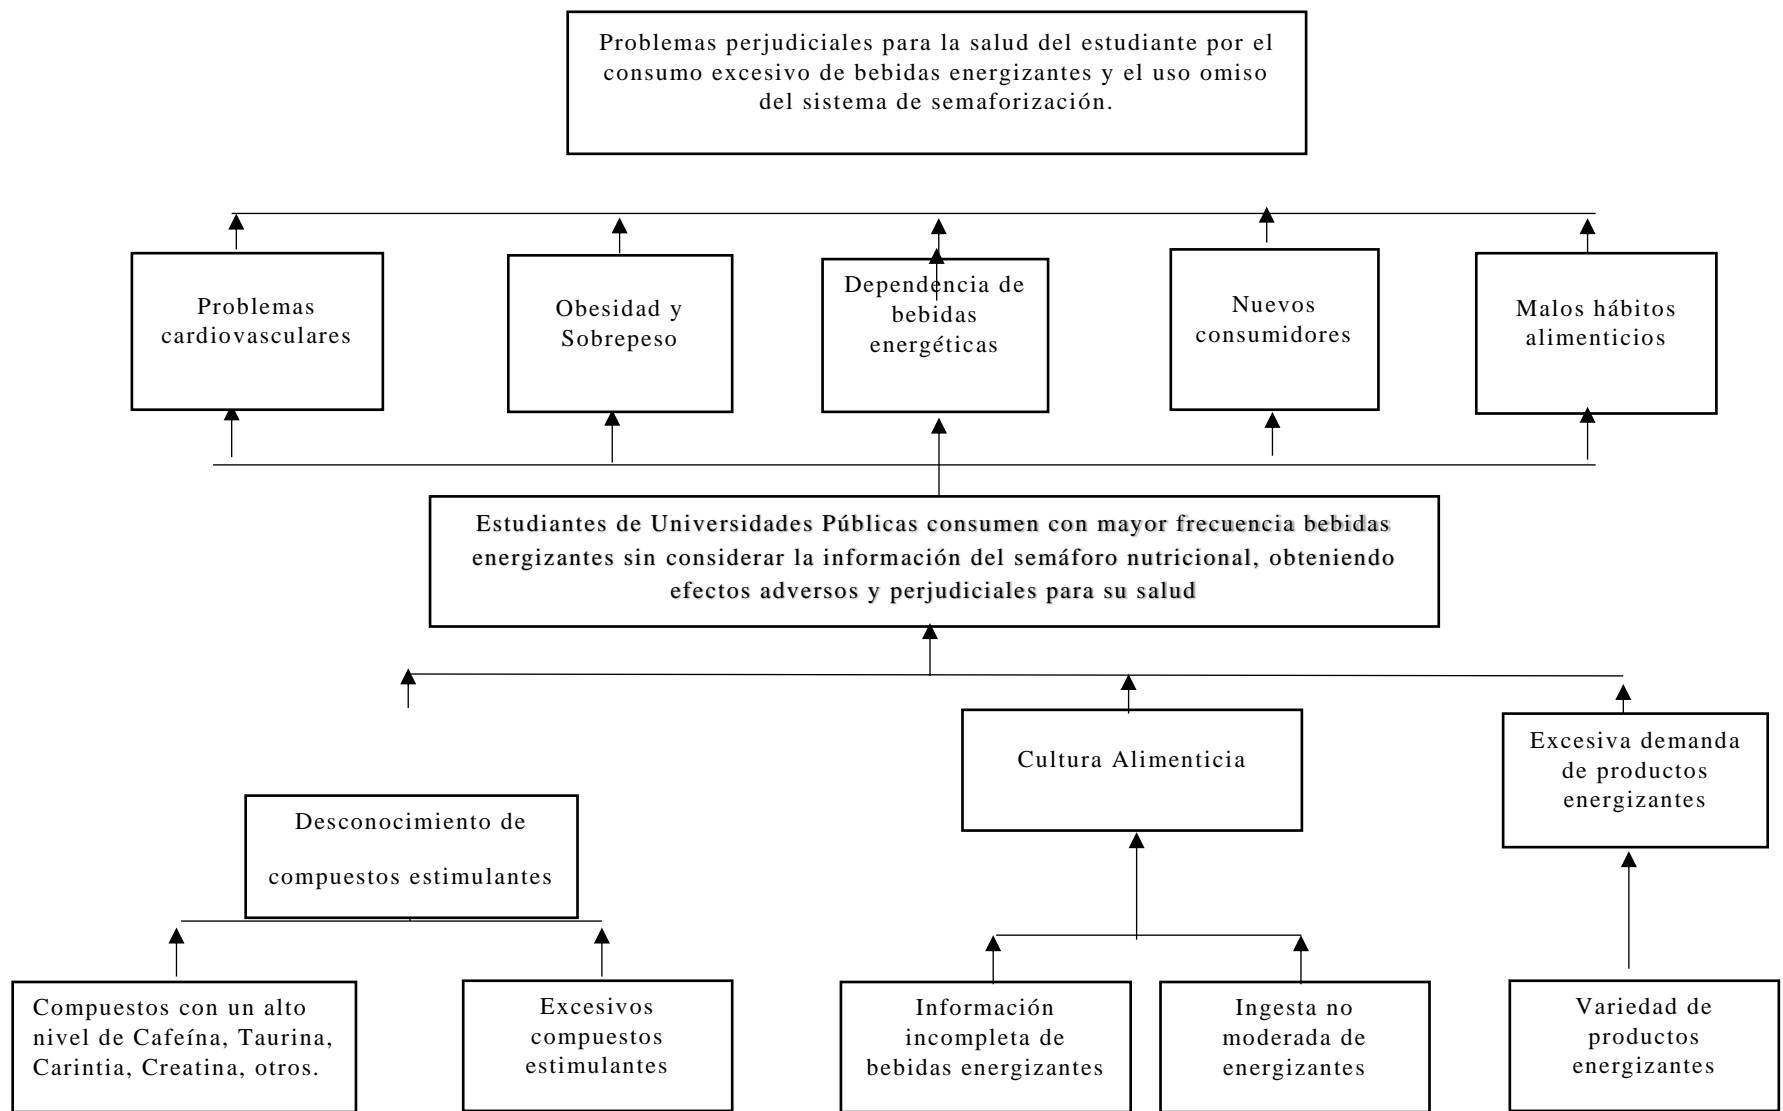 Problemas perjudiciales para la salud del estudiante por el
consumo excesivo de bebidas energizantes y el uso omiso
del sistema de semaforización.
Problemas
cardiovasculares
Obesidad y
Sobrepeso
Dependencia de
bebidas
energéticas
Nuevos
consumidores
Malos hábitos
alimenticios
Estudiantes de Universidades Públicas consumen con mayor frecuencia bebidas
energizantes sin considerar la información del semáforo nutricional, obteniendo
efectos adversos y perjudiciales para su salud
Desconocimiento de
compuestos estimulantes
Cultura Alimenticia
Excesiva demanda
de productos
energizantes
Compuestos con un alto
nivel de Cafeína, Taurina,
Carintia, Creatina, otros.
Excesivos
compuestos
estimulantes
Información
incompleta de
bebidas energizantes
Ingesta no
moderada de
energizantes
Variedad de
productos
energizantes